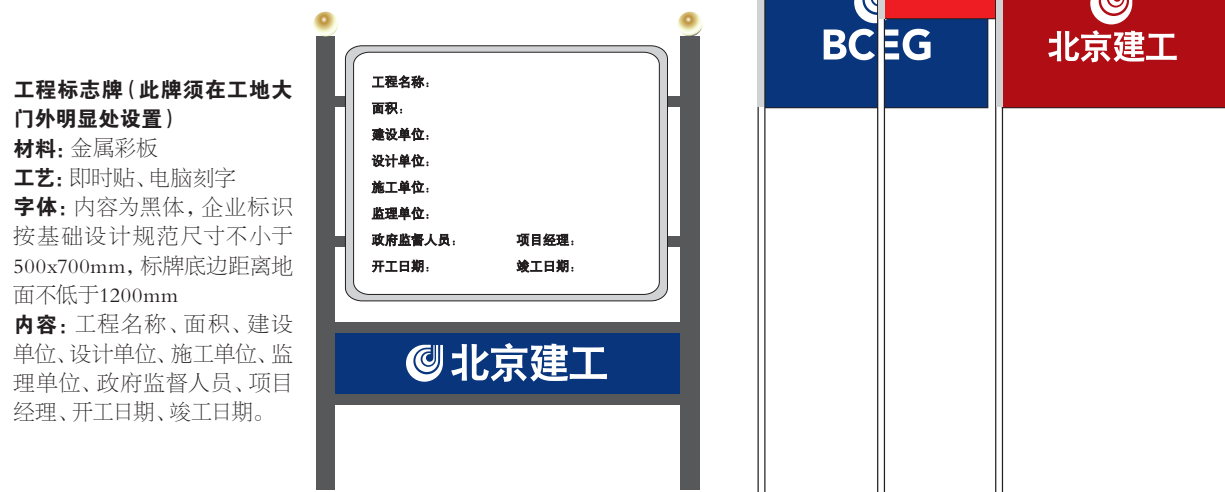 工程标志牌(此牌须在工地大
门外明显处设置)
材料:金属彩板
工艺:即时贴、电脑刻字
字体:内容为黑体,企业标识
按基础设计规范尺寸不小于
500x700mm,标牌底边距离地
面不低于1200mm
内容:工程名称、面积、建设
单位、设计单位、施工单位、监
理单位、政府监督人员、项目
经理、开工日期、竣工日期。
工程名称:
面积:
建设单位:
设计单位:
施工单位:
监理单位:
政府监督人员: 项目经理:
开工日期: 竣工日期:
北京建工
BCEG
北京建工